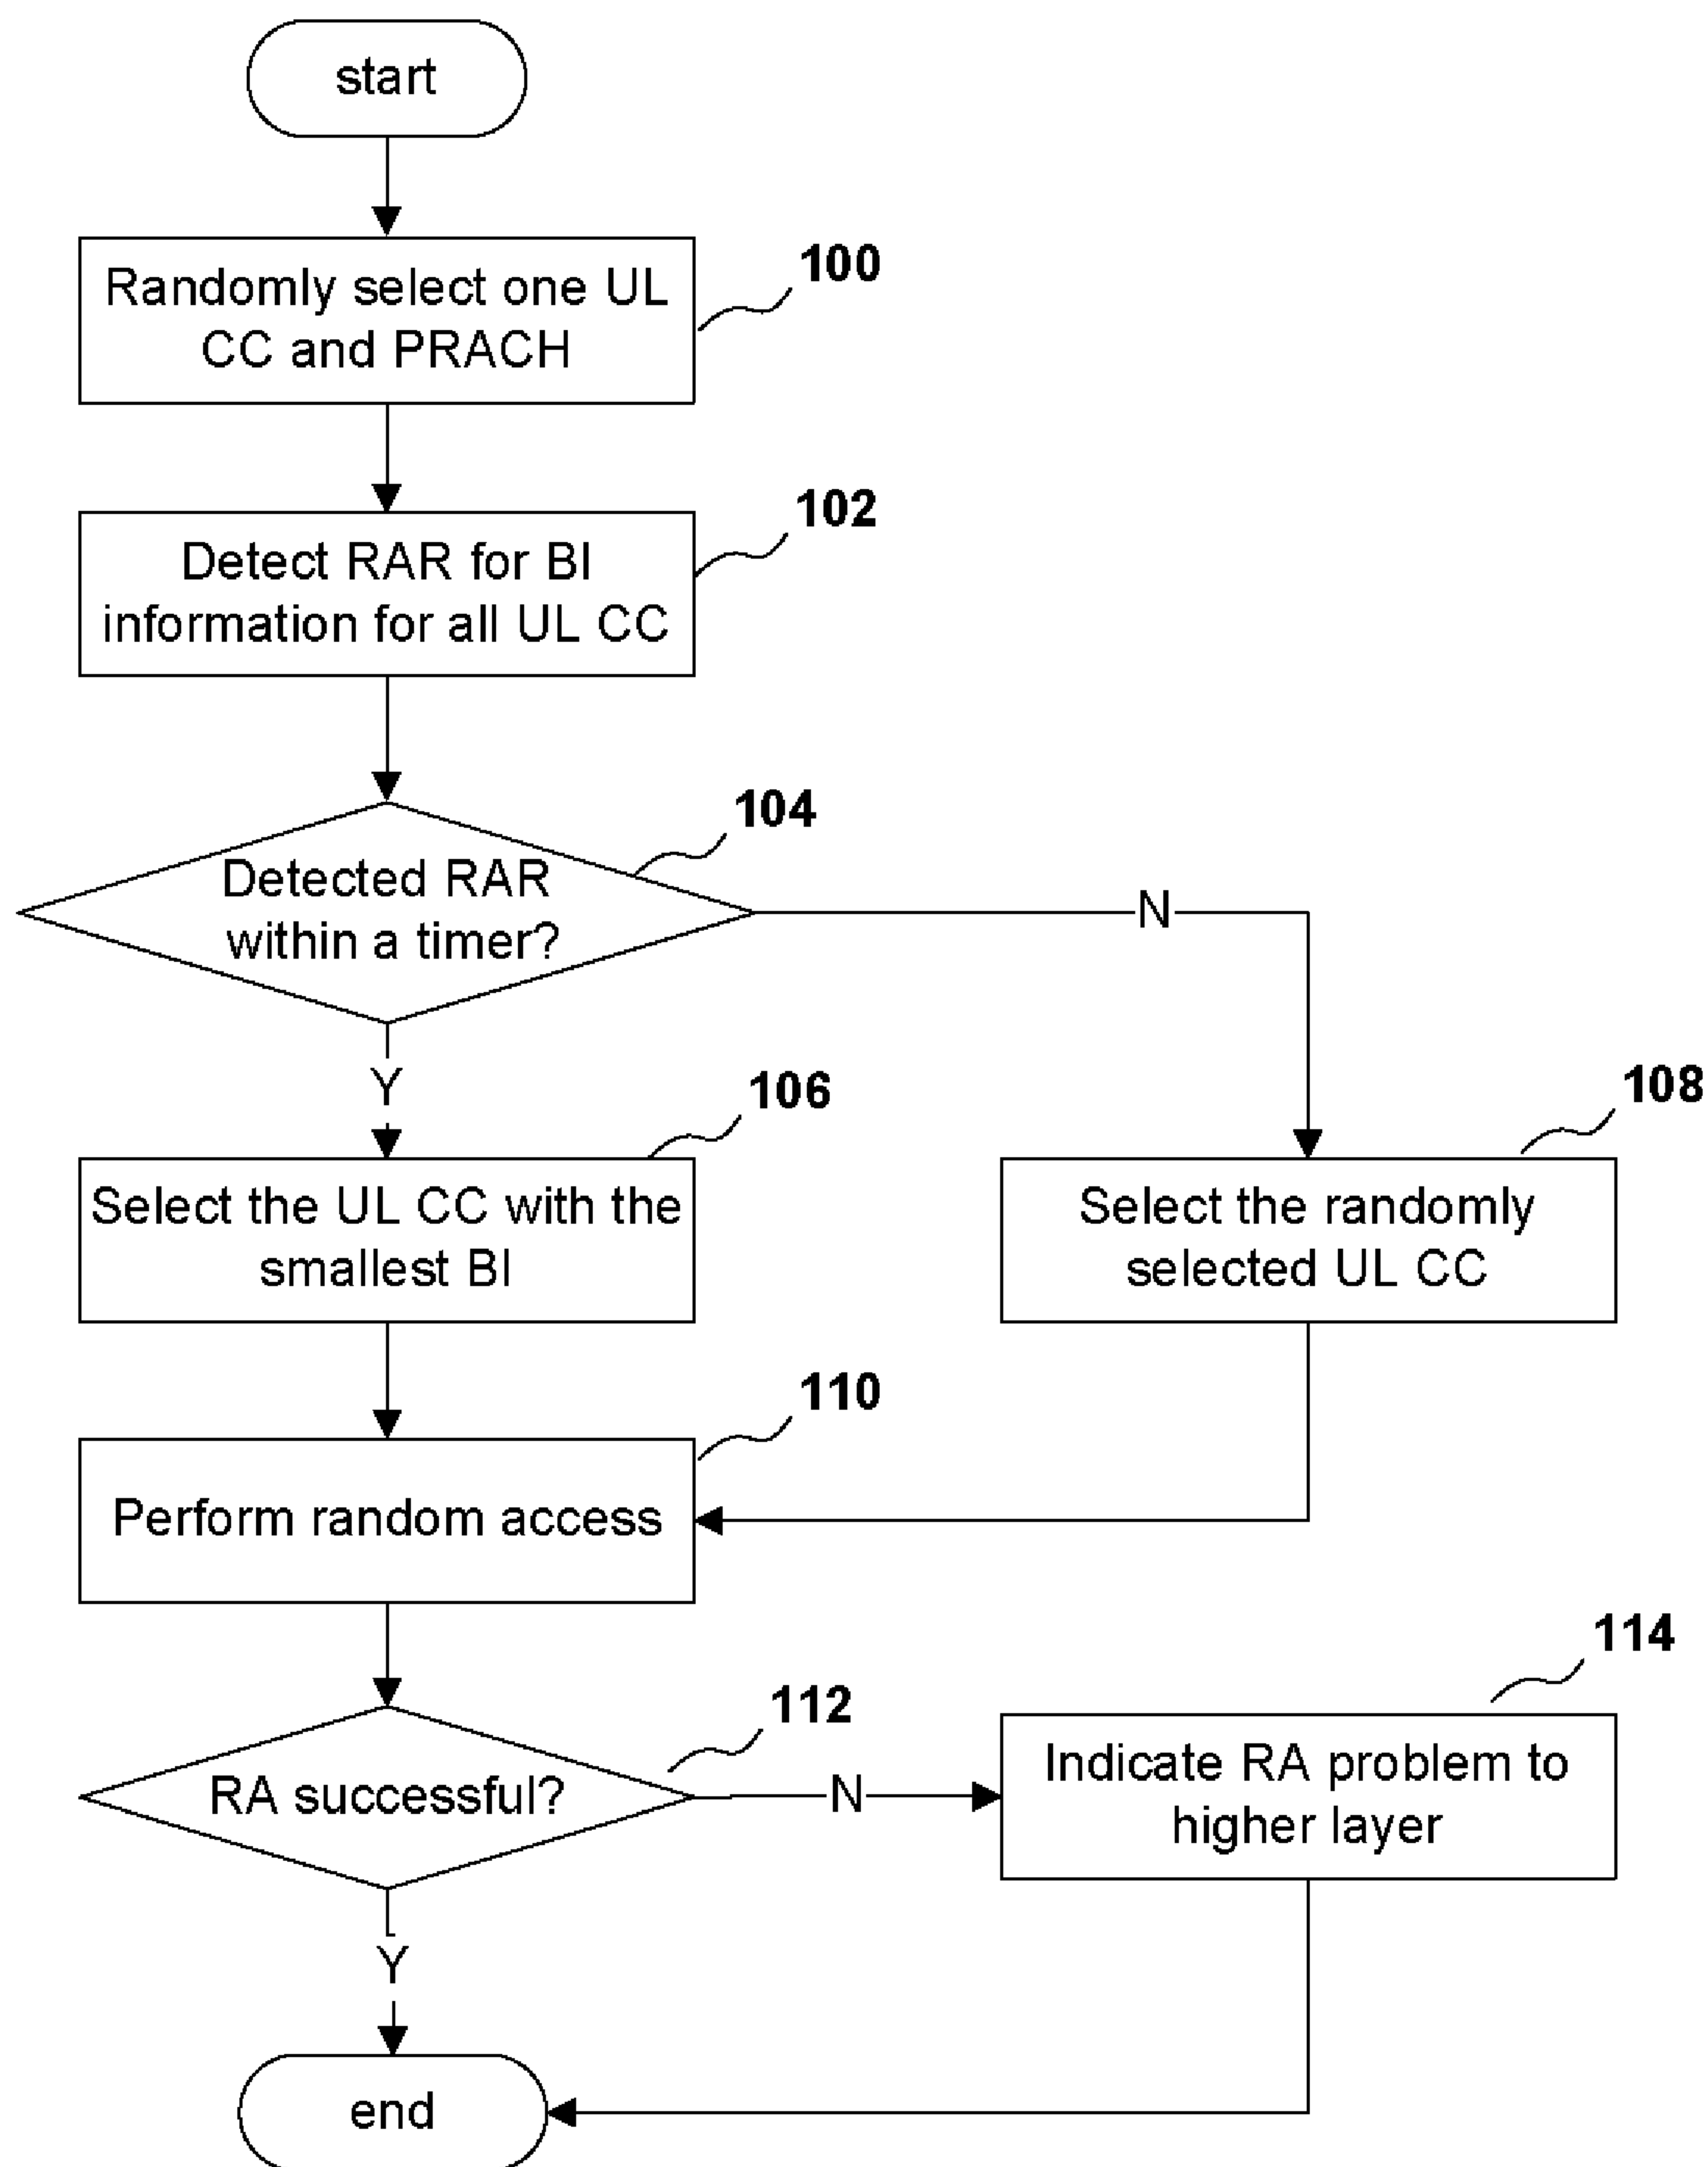 start
100
Randomly select one UL
CC and PRACH
102
Detect RAR for BI
information for all UL CC
104
Detected RAR
within a timer?
N
Y
106
108
Select the UL CC with the
smallest BI
Select the randomly
selected UL CC
110
Perform random access
114
112
RA successful?
N
Indicate RA problem to
higher layer
Y
end